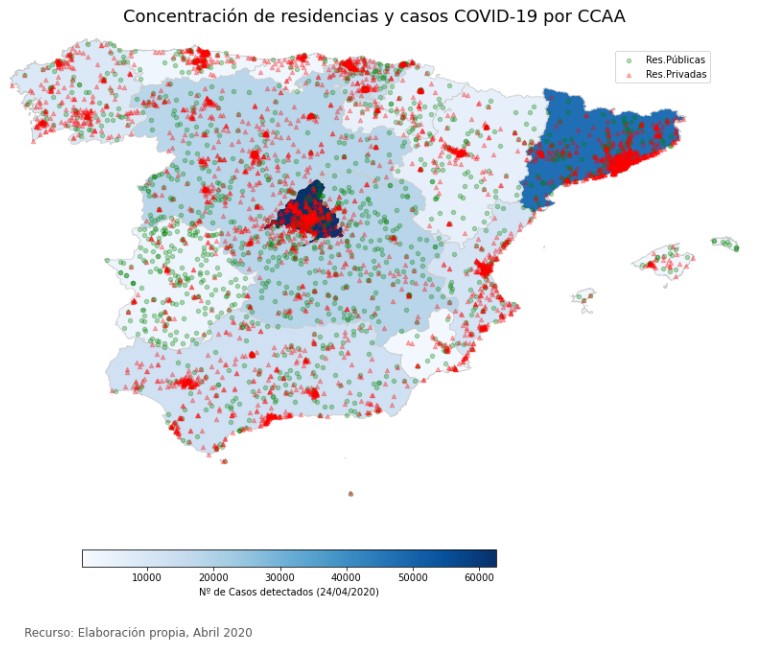 Concentración de residencias y casos COVID-19 por CCAA
Res.Públicas
Res.Privadas
10000 20000 30000 40000 50000 60000
Nº de Casos detectados (24/04/2020)
Recurso: Elaboración propia, Abril 2020